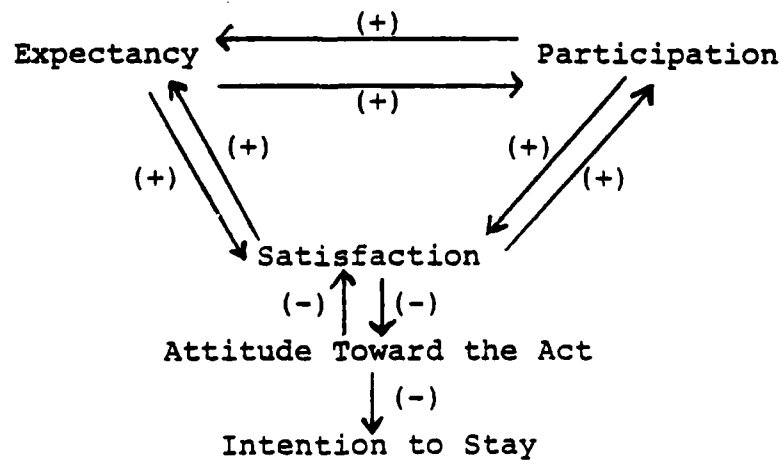 (+)
Expectancy Participation
(+)
(+) (+)
(+) (+)
Satisfaction
(-) (-)
Attitude Toward the Act
(-)
Intention to Stay